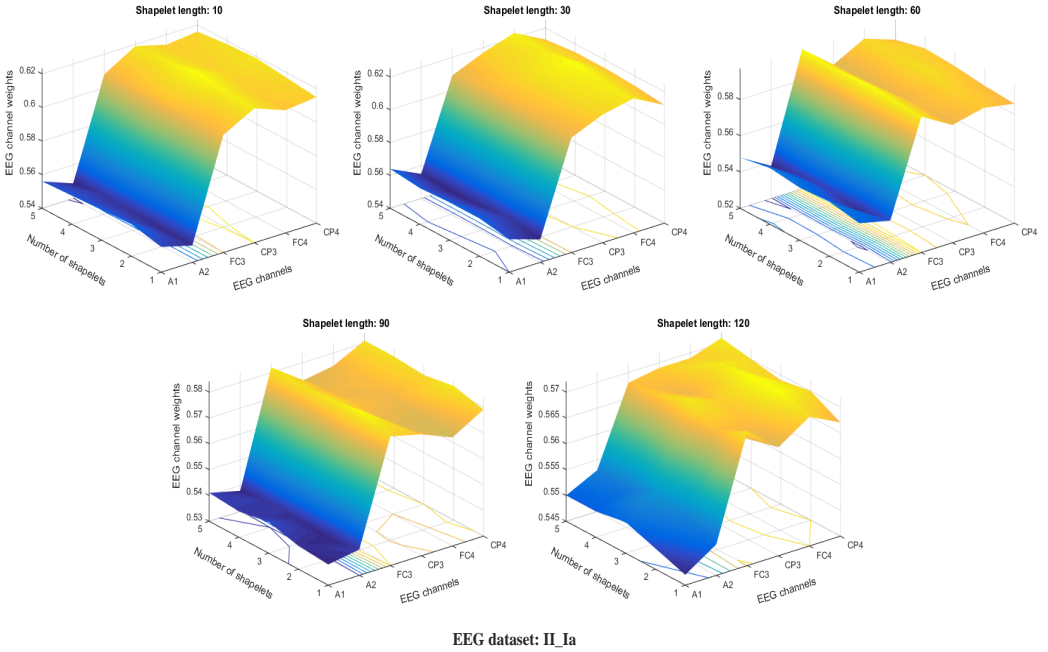 Shapelet length: 10
Shapelet length: 30
Shapelet length: 60
EEG channel weights
0.62
0.6
0.58
0.56
0.54
5
4
3
2
1
Number of shapelets
A1
A2
FC3
CP3
FC4
CP4
EEG channels
EEG channel weights
0.62
0.6
0.58
0.56
0.54
5
4
3
2
1
Number of shapelets
A1
A2
FC3
CP3
FC4
CP4
EEG channels
EEG channel weights
0.58
0.56
0.54
0.52
5
4
3
2
1
Number of shapelets
A1
A2
FC3
CP3
FC4
CP4
EEG channels
Shapelet length: 90
Shapelet length: 120
EEG channel weights
0.58
0.57
0.56
0.55
0.54
0.53
5
4
3
2
1
Number of shapelets
A1
A2
FC3
CP3
FC4
CP4
EEG channels
EEG channel weights
0.57
0.565
0.56
0.555
0.55
0.545
5
4
3
2
1
Number of shapelets
A1
A2
FC3
CP3
FC4
CP4
EEG channels
EEG dataset: II_Ia